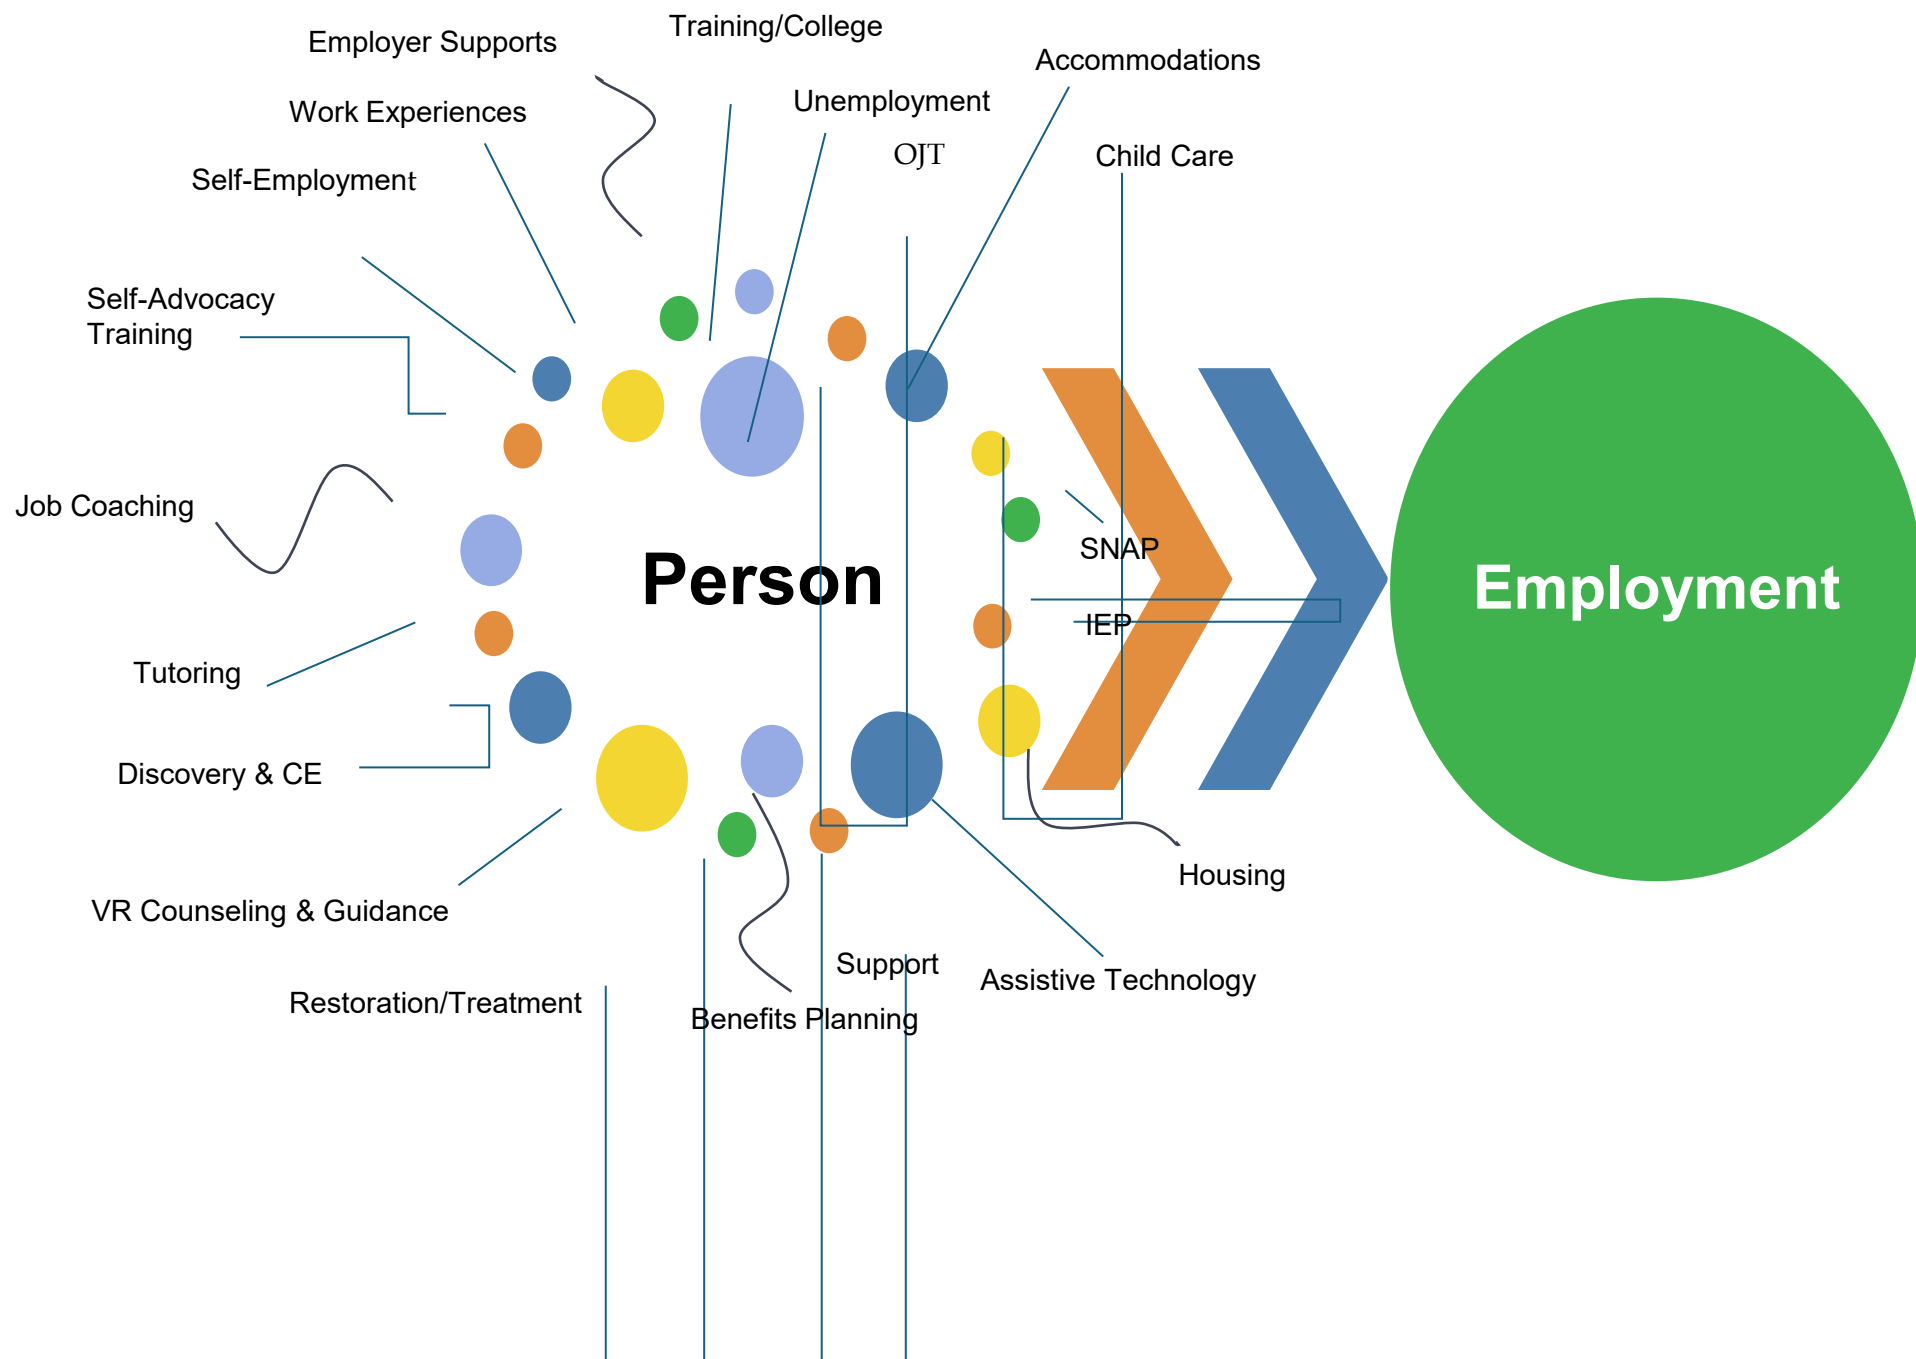 Training/College
Employer Supports
Accommodations
Unemployment
Work Experiences
OJT
Child Care
Self-Employment
Self-Advocacy
Training
Job Coaching
SNAP
Person
Employment
IEP
Tutoring
Discovery & CE
Housing
VR Counseling & Guidance
Support
Assistive Technology
Restoration/Treatment
Benefits Planning